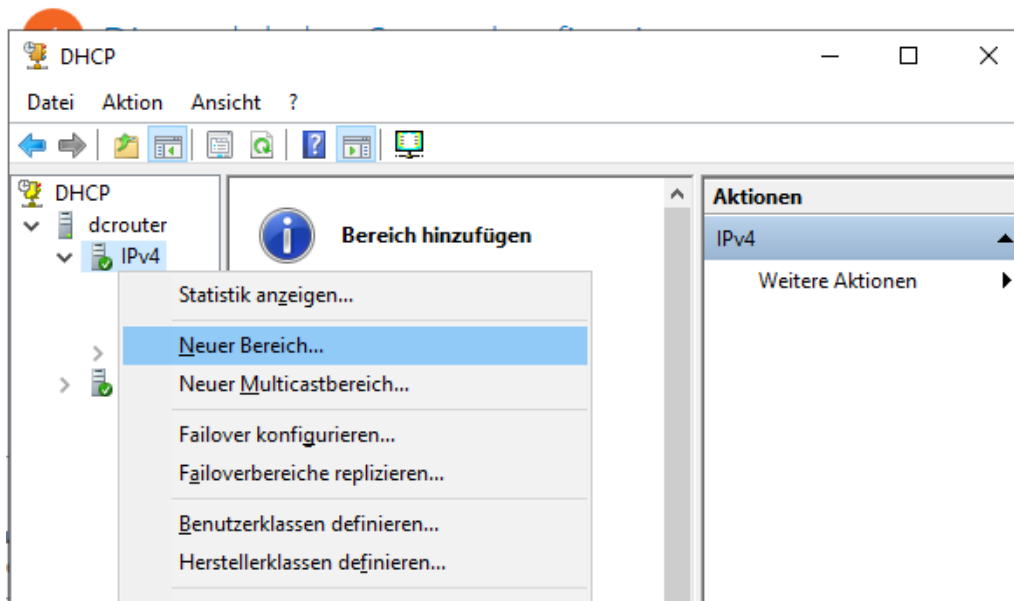 DHCP
Datei Aktion Ansicht ?
DHCP
dcrouter
IPv4
Bereich hinzufügen
Statistik anzeigen...
Neuer Bereich...
Neuer Multicastbereich...
Failover konfigurieren...
Failoverbereiche replizieren...
Benutzerklassen definieren...
Herstellerklassen definieren...
Aktionen
IPv4
Weitere Aktionen